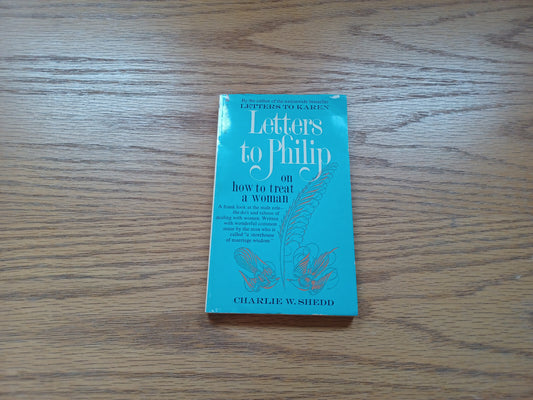 By the author of the nationwide bestseller
LETTERS TO KAREN
Letters
to Philip
on
how to treat
a woman
A frank look at the male role—
the do's and taboos of
dealing with women. Written
with wonderful common
sense by the man who is
called "a storehouse
of marriage wisdom."
CHARLIE W. SHEDD